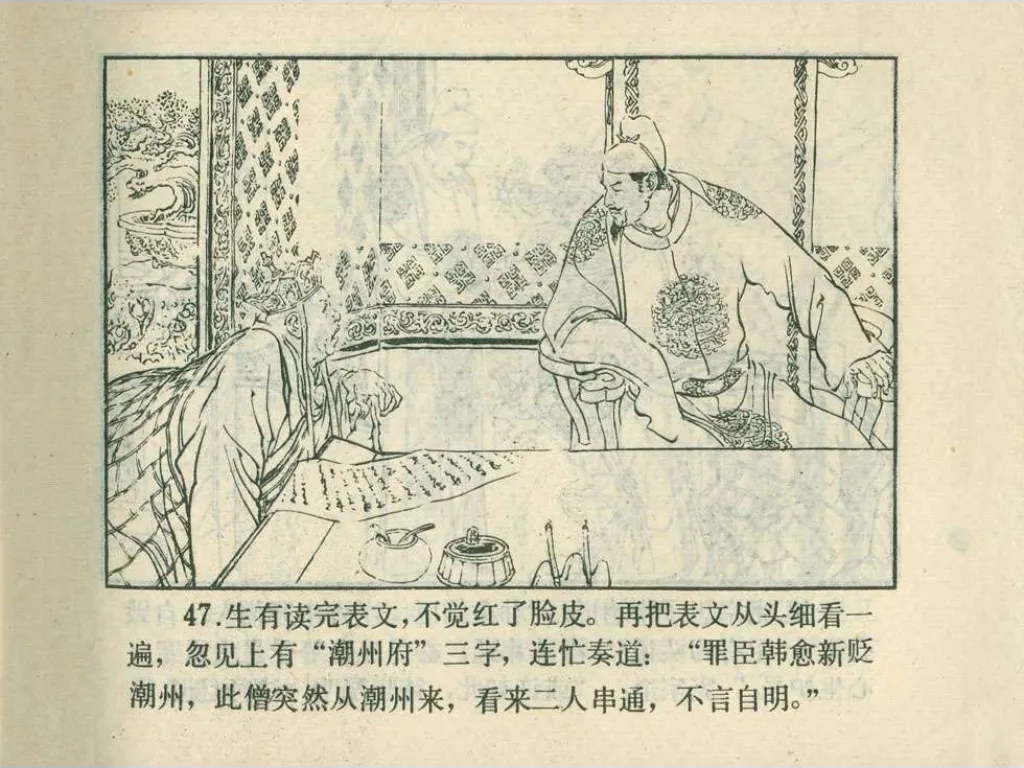 47.生有读完表文，不觉红了脸皮。再把表文从头细看一
遍，忽见上有“潮州府”三字，连忙奏道：“罪臣韩愈新贬
潮州，此僧突然从潮州来，看来二人串通，不言自明。”